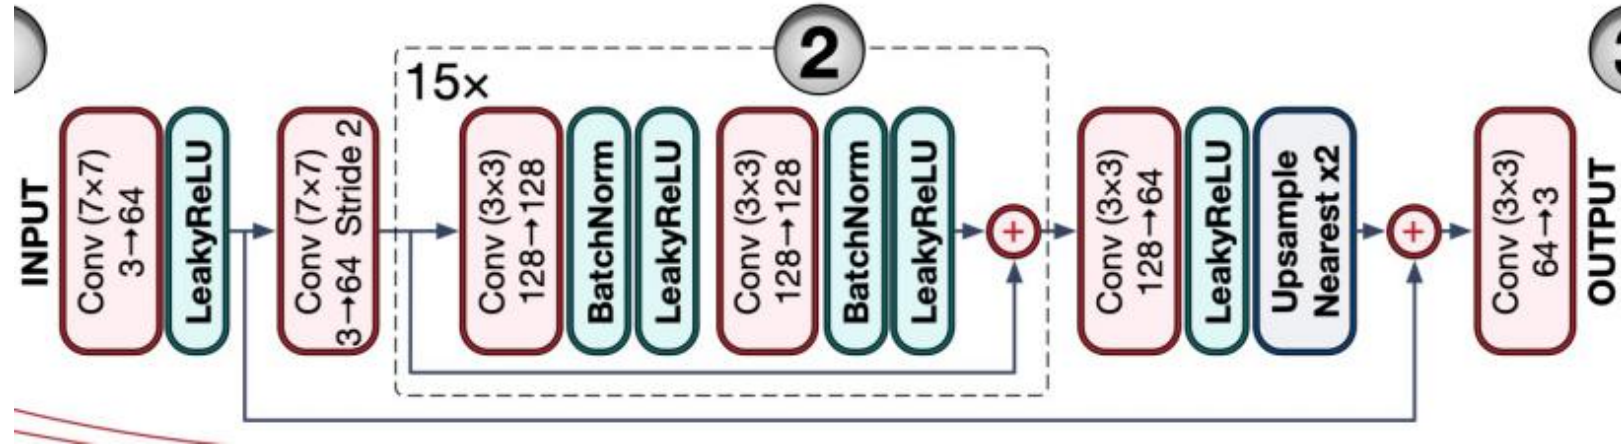 2
15×
INPUT
Conv (7×7)
3→64
LeakyReLU
Conv (7×7)
3→64 Stride 2
Conv (3×3)
128→128
BatchNorm
LeakyReLU
Conv (3×3)
128→128
BatchNorm
LeakyReLU
+
Conv (3×3)
128→64
LeakyReLU
Upsample
Nearest x2
+
Conv (3×3)
64→3
OUTPUT